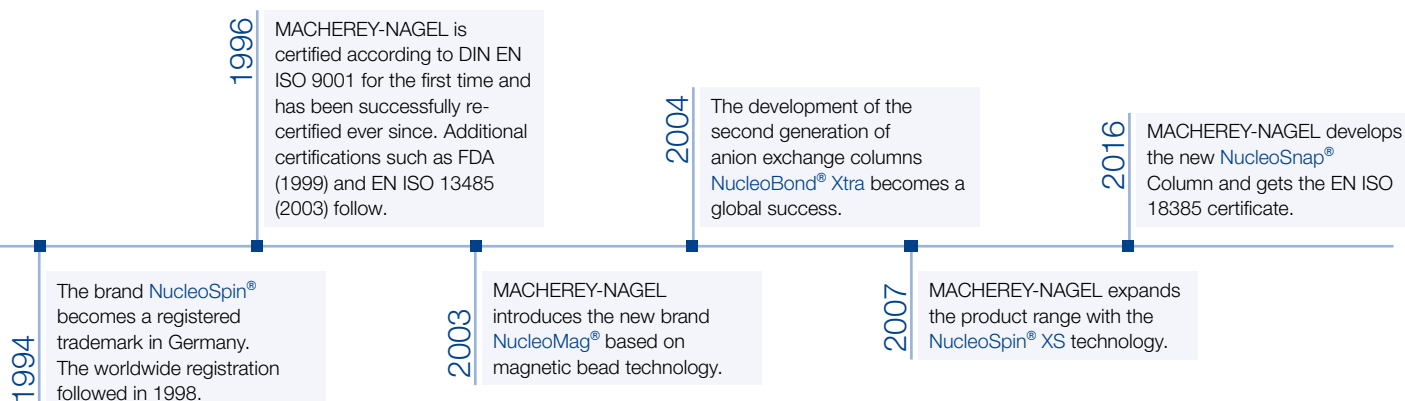 1996
MACHEREY-NAGEL is
certified according to DIN EN
ISO 9001 for the first time and
has been successfully re-
certified ever since. Additional
certifications such as FDA
(1999) and EN ISO 13485
(2003) follow.
2004
The development of the
second generation of
anion exchange columns
NucleoBond® Xtra becomes a
global success.
2016
MACHEREY-NAGEL develops
the new NucleoSnap®
Column and gets the EN ISO
18385 certificate.
1994
The brand NucleoSpin®
becomes a registered
trademark in Germany.
The worldwide registration
followed in 1998.
2003
MACHEREY-NAGEL
introduces the new brand
NucleoMag® based on
magnetic bead technology.
2007
MACHEREY-NAGEL expands
the product range with the
NucleoSpin® XS technology.